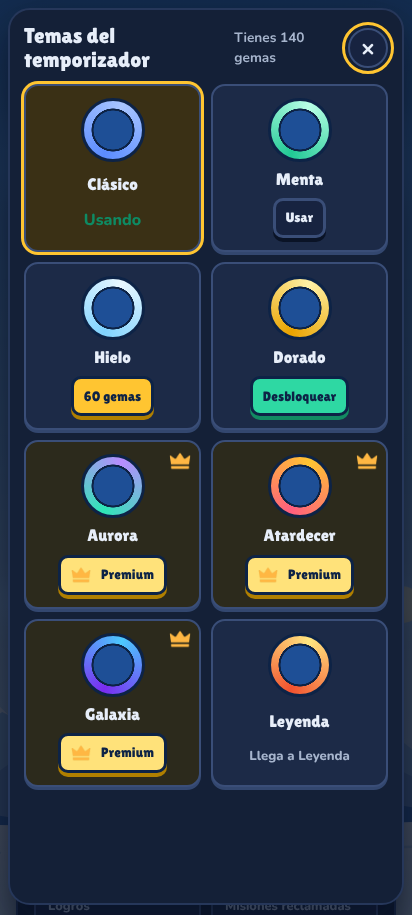 Temas del
temporizador
Tienes 140
gemas
Clásico
Usando
Menta
Usar
Hielo
60 gemas
Dorado
Desbloquear
Aurora
Premium
Atardecer
Premium
Galaxia
Premium
Leyenda
Llega a Leyenda
Logros
Misiones reclamadas